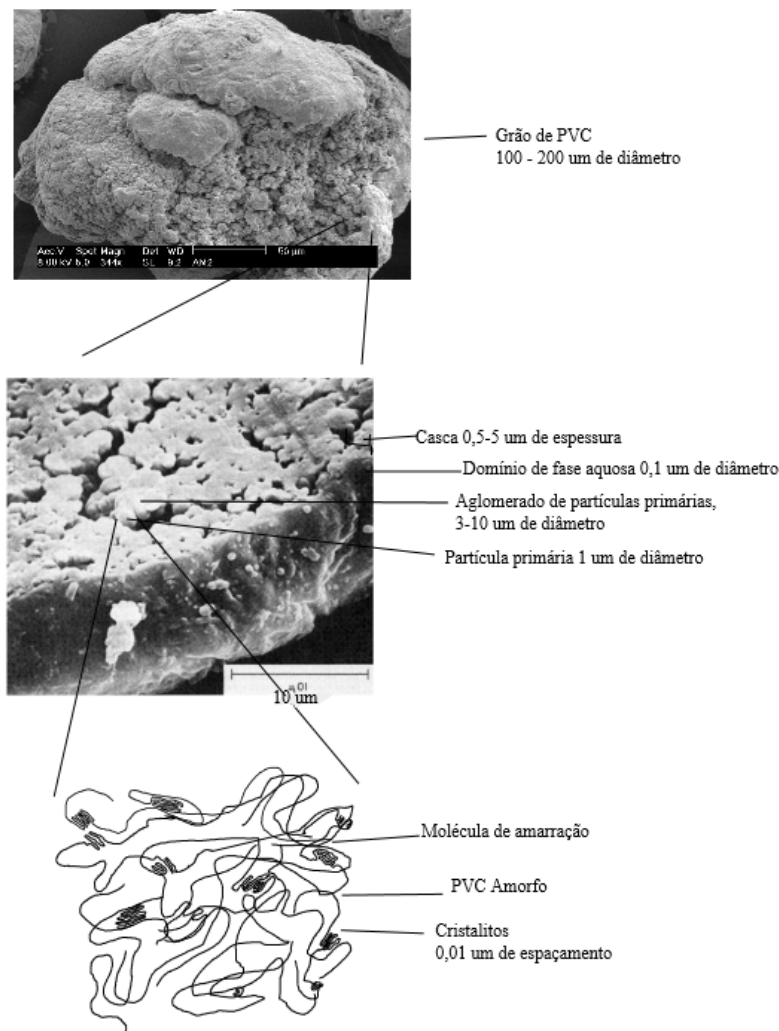 Grão de PVC
100 - 200 um de diâmetro
Acc.V Spot Magn Det WD 50 µm
8.00 kV 5.0 344x SE 9.2 AM2
Casca 0,5-5 um de espessura
Domínio de fase aquosa 0,1 um de diâmetro
Aglomerado de partículas primárias,
3-10 um de diâmetro
Partícula primária 1 um de diâmetro
10 um
Molécula de amarração
PVC Amorfo
Cristalitos
0,01 um de espaçamento